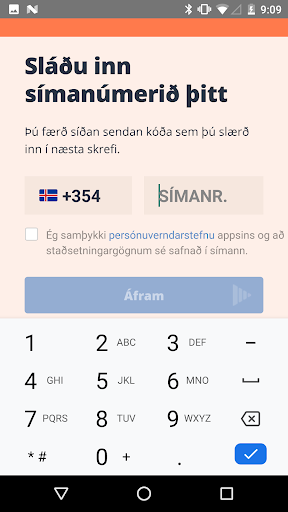 9:09
Sláðu inn
símanúmerið þitt
Þú færð síðan sendan kóða sem þú slærð
inn í næsta skrefi.
+354
SÍMANR.
Ég samþykki persónuverndarstefnu appsins og að
staðsetningargögnum sé safnað í símann.
Áfram
1 2 ABC 3 DEF –
4 GHI 5 JKL 6 MNO
7 PQRS 8 TUV 9 WXYZ
* # 0 + .